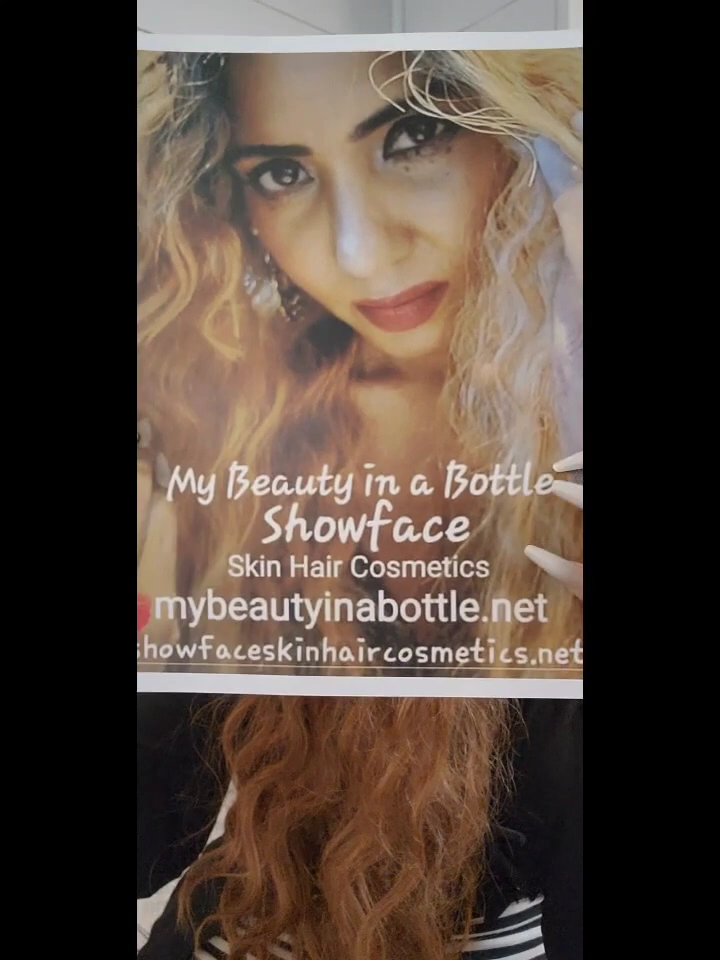 My Beauty in a Bottle
Showface
Skin Hair Cosmetics
mybeautyinabottle.net
howfaceskinhaircosmetics.net